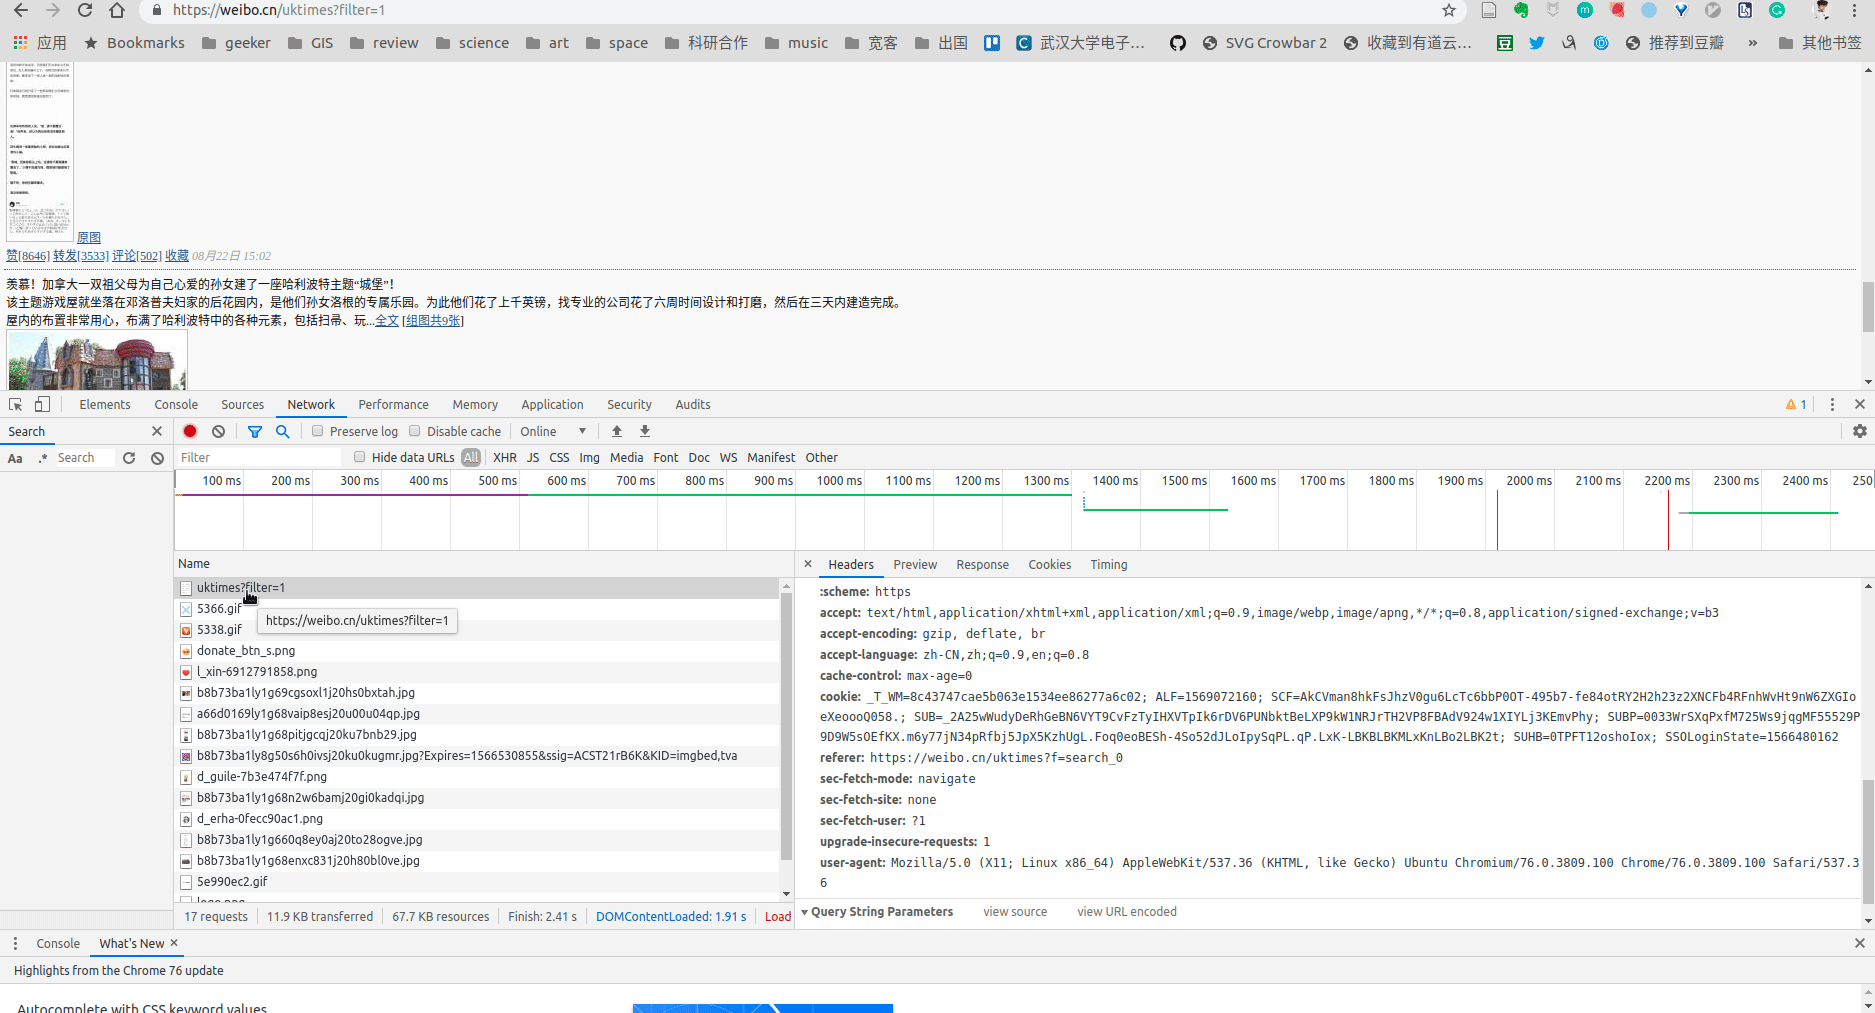 https://weibo.cn/uktimes?filter=1
应用 Bookmarks geeker GIS review science art space 科研合作 music 宽客 出国 武汉大学电子... SVG Crowbar 2 收藏到有道云... 豆 推荐到豆瓣 » 其他书签
原图
赞[8646] 转发[3533] 评论[502] 收藏 08月22日 15:02
羡慕！加拿大一双祖父母为自己心爱的孙女建了一座哈利波特主题“城堡”！
该主题游戏屋就坐落在邓洛普夫妇家的后花园内，是他们孙女洛根的专属乐园。为此他们花了上千英镑，找专业的公司花了六周时间设计和打磨，然后在三天内建造完成。
屋内的布置非常用心，布满了哈利波特中的各种元素，包括扫帚、玩...全文 [组图共9张]
Elements Console Sources Network Performance Memory Application Security Audits 1
Search Preserve log Disable cache Online
Aa .* Search Filter Hide data URLs All XHR JS CSS Img Media Font Doc WS Manifest Other
100 ms 200 ms 300 ms 400 ms 500 ms 600 ms 700 ms 800 ms 900 ms 1000 ms 1100 ms 1200 ms 1300 ms 1400 ms 1500 ms 1600 ms 1700 ms 1800 ms 1900 ms 2000 ms 2100 ms 2200 ms 2300 ms 2400 ms 250
Name
uktimes?filter=1
5366.gif
https://weibo.cn/uktimes?filter=1
5338.gif
donate_btn_s.png
l_xin-6912791858.png
b8b73ba1ly1g69cgsoxl1j20hs0bxtah.jpg
a66d0169ly1g68vaip8esj20u00u04qp.jpg
b8b73ba1ly1g68pitjgcqj20ku7bnb29.jpg
b8b73ba1ly8g50s6h0ivsj20ku0kugmr.jpg?Expires=1566530855&ssig=ACST21rB6K&KID=imgbed,tva
d_guile-7b3e474f7f.png
b8b73ba1ly1g68n2w6bamj20gi0kadqi.jpg
d_erha-0fecc90ac1.png
b8b73ba1ly1g660q8ey0aj20to28ogve.jpg
b8b73ba1ly1g68enxc831j20h80bl0ve.jpg
5e990ec2.gif
logo.png
17 requests 11.9 KB transferred 67.7 KB resources Finish: 2.41 s DOMContentLoaded: 1.91 s Load
Headers Preview Response Cookies Timing
:scheme: https
accept: text/html,application/xhtml+xml,application/xml;q=0.9,image/webp,image/apng,*/*;q=0.8,application/signed-exchange;v=b3
accept-encoding: gzip, deflate, br
accept-language: zh-CN,zh;q=0.9,en;q=0.8
cache-control: max-age=0
cookie: _T_WM=8c43747cae5b063e1534ee86277a6c02; ALF=1569072160; SCF=AkCVman8hkFsJhzV0gu6LcTc6bbP0OT-495b7-fe84otRY2H2h23z2XNCFb4RFnhWvHt9nW6ZXGIo
eXeoooQ058.; SUB=_2A25wWudyDeRhGeBN6VYT9CvFzTyIHXVTpIk6rDV6PUNbktBeLXP9kW1NRJrTH2VP8FBAdV924w1XIYLj3KEmvPhy; SUBP=0033WrSXqPxfM725Ws9jqgMF55529P
9D9W5sOEfKX.m6y77jN34pRfbj5JpX5KzhUgL.Foq0eoBESh-4So52dJLoIpySqPL.qP.LxK-LBKBLBKMLxKnLBo2LBK2t; SUHB=0TPFT12oshoIox; SSOLoginState=1566480162
referer: https://weibo.cn/uktimes?f=search_0
sec-fetch-mode: navigate
sec-fetch-site: none
sec-fetch-user: ?1
upgrade-insecure-requests: 1
user-agent: Mozilla/5.0 (X11; Linux x86_64) AppleWebKit/537.36 (KHTML, like Gecko) Ubuntu Chromium/76.0.3809.100 Chrome/76.0.3809.100 Safari/537.3
6
Query String Parameters view source view URL encoded
Console What's New
Highlights from the Chrome 76 update
Autocomplete with CSS keyword values